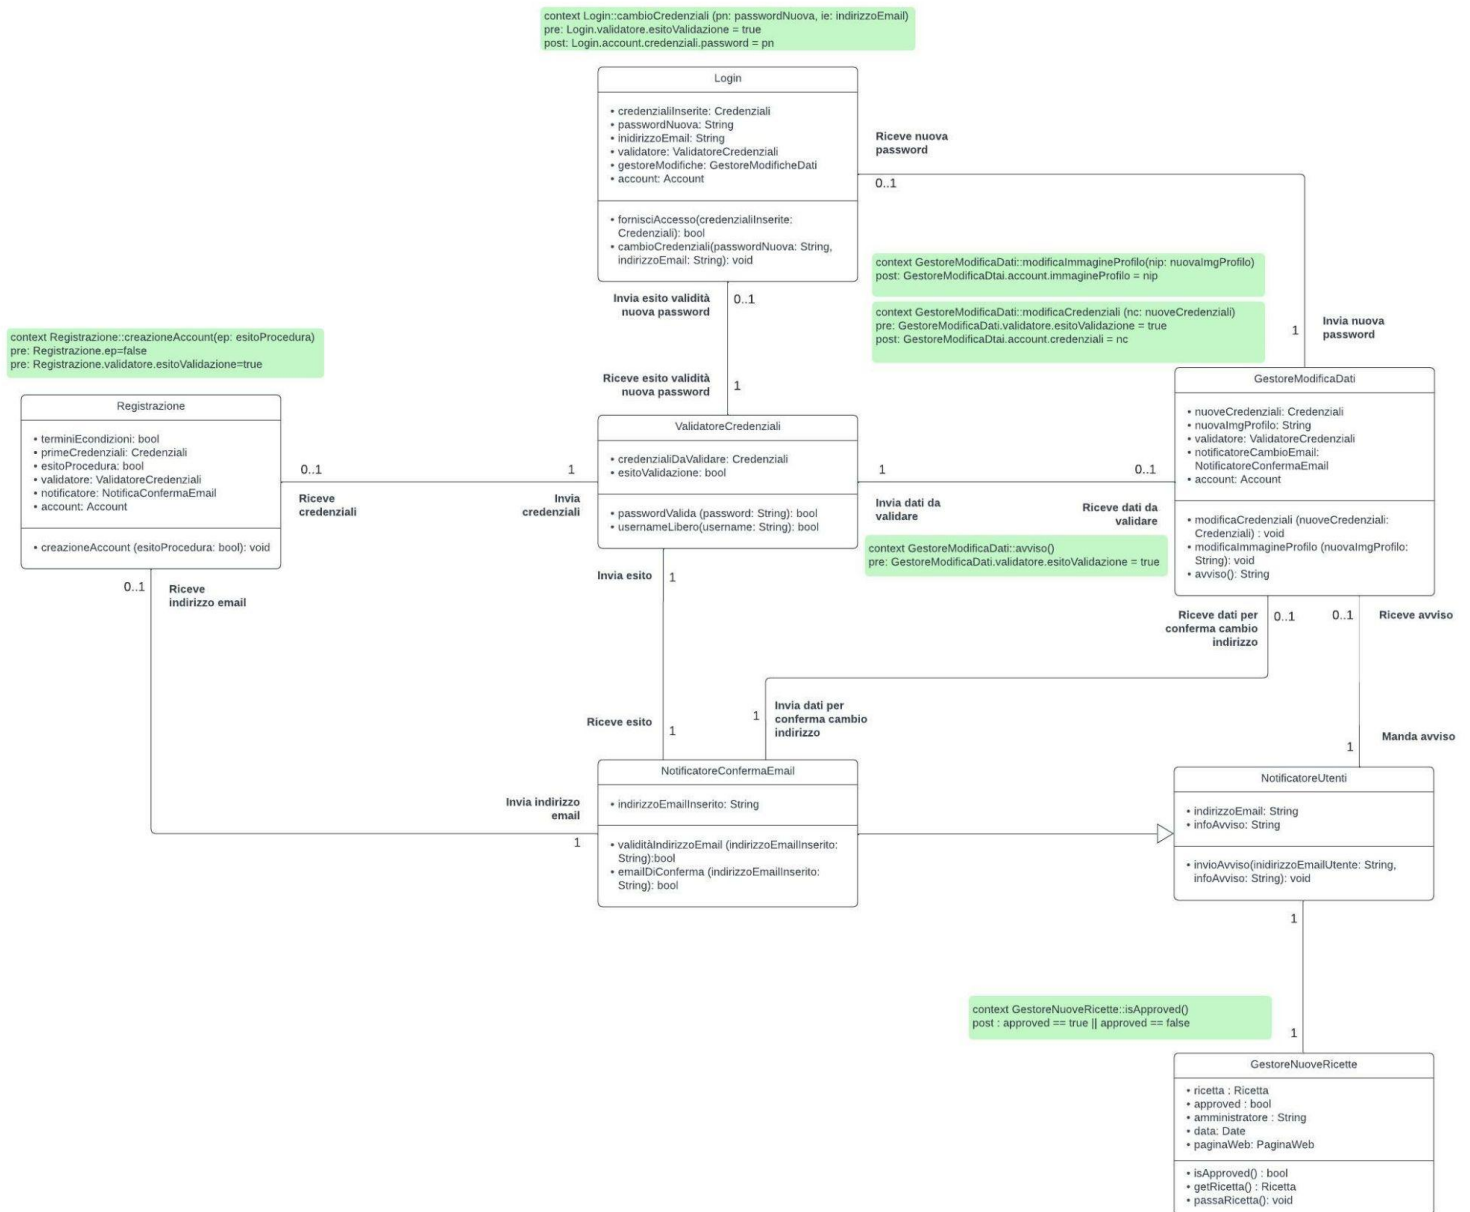 context Login::cambioCredenziali (pn: passwordNuova, ie: indirizzoEmail)
pre: Login.validatore.esitoValidazione = true
post: Login.account.credenziali.password = pn
Login
• credenzialiInserite: Credenziali
• passwordNuova: String
• inidirizzoEmail: String
• validatore: ValidatoreCredenziali
• gestoreModifiche: GestoreModificheDati
• account: Account
• fornisciAccesso(credenzialiInserite:
Credenziali): bool
• cambioCredenziali(passwordNuova: String,
indirizzoEmail: String): void
Riceve nuova
password
0..1
context GestoreModificaDati::modificaImmagineProfilo(nip: nuovaImgProfilo)
post: GestoreModificaDtai.account.immagineProfilo = nip
context GestoreModificaDati::modificaCredenziali (nc: nuoveCredenziali)
pre: GestoreModificaDati.validatore.esitoValidazione = true
post: GestoreModificaDtai.account.credenziali = nc
1
Invia nuova
password
Invia esito validità
nuova password
0..1
Riceve esito validità
nuova password
1
context Registrazione::creazioneAccount(ep: esitoProcedura)
pre: Registrazione.ep=false
pre: Registrazione.validatore.esitoValidazione=true
Registrazione
• terminiEcondizioni: bool
• primeCredenziali: Credenziali
• esitoProcedura: bool
• validatore: ValidatoreCredenziali
• notificatore: NotificaConfermaEmail
• account: Account
• creazioneAccount (esitoProcedura: bool): void
0..1
Riceve
credenziali
1
Invia
credenziali
ValidatoreCredenziali
• credenzialiDaValidare: Credenziali
• esitoValidazione: bool
• passwordValida (password: String): bool
• usernameLibero(username: String): bool
1
Invia dati da
validare
0..1
Riceve dati da
validare
GestoreModificaDati
• nuoveCredenziali: Credenziali
• nuovaImgProfilo: String
• validatore: ValidatoreCredenziali
• notificatoreCambioEmail:
NotificatoreConfermaEmail
• account: Account
• modificaCredenziali (nuoveCredenziali:
Credenziali) : void
• modificaImmagineProfilo (nuovaImgProfilo:
String): void
• avviso(): String
context GestoreModificaDati::avviso()
pre: GestoreModificaDati.validatore.esitoValidazione = true
0..1
Riceve
indirizzo email
Invia esito
1
Riceve dati per
conferma cambio
indirizzo
0..1
0..1
Riceve avviso
Riceve esito
1
1
Invia dati per
conferma cambio
indirizzo
Manda avviso
1
Invia indirizzo
email
1
NotificatoreConfermaEmail
• indirizzoEmailInserito: String
• validitàIndirizzoEmail (indirizzoEmailInserito:
String):bool
• emailDiConferma (indirizzoEmailInserito:
String): bool
NotificatoreUtenti
• indirizzoEmail: String
• infoAvviso: String
• invioAvviso(inidirizzoEmailUtente: String,
infoAvviso: String): void
1
context GestoreNuoveRicette::isApproved()
post : approved == true || approved == false
1
GestoreNuoveRicette
• ricetta : Ricetta
• approved : bool
• amministratore : String
• data: Date
• paginaWeb: PaginaWeb
• isApproved() : bool
• getRicetta() : Ricetta
• passaRicetta(): void